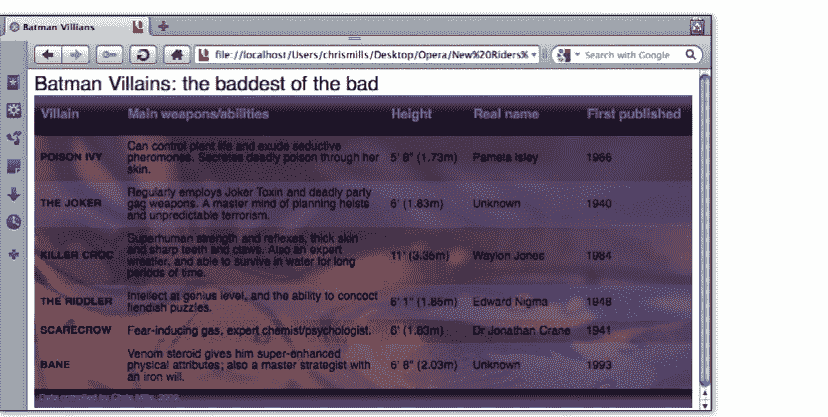 Batman Villians
file://localhost/Users/chrismills/Desktop/Opera/New%20Riders%
Search with Google
Batman Villains: the baddest of the bad
Villain Main weapons/abilities Height Real name First published
POISON IVY Can control plant life and exude seductive pheromones. Secretes deadly poison through her skin. 5' 8" (1.73m) Pamela Isley 1966
THE JOKER Regularly employs Joker Toxin and deadly party gag weapons. A master mind of planning heists and unpredictable terrorism. 6' (1.83m) Unknown 1940
KILLER CROC Superhuman strength and reflexes, thick skin and sharp teeth and claws. Also an expert wrestler, and able to survive in water for long periods of time. 11' (3.35m) Waylon Jones 1984
THE RIDDLER Intellect at genius level, and the ability to concoct fiendish puzzles. 6' 1" (1.85m) Edward Nigma 1948
SCARECROW Fear-inducing gas, expert chemist/psychologist. 6' (1.83m) Dr Jonathan Crane 1941
BANE Venom steroid gives him super-enhanced physical attributes; also a master strategist with an iron will. 6' 8" (2.03m) Unknown 1993
Data compiled by Chris Mills,